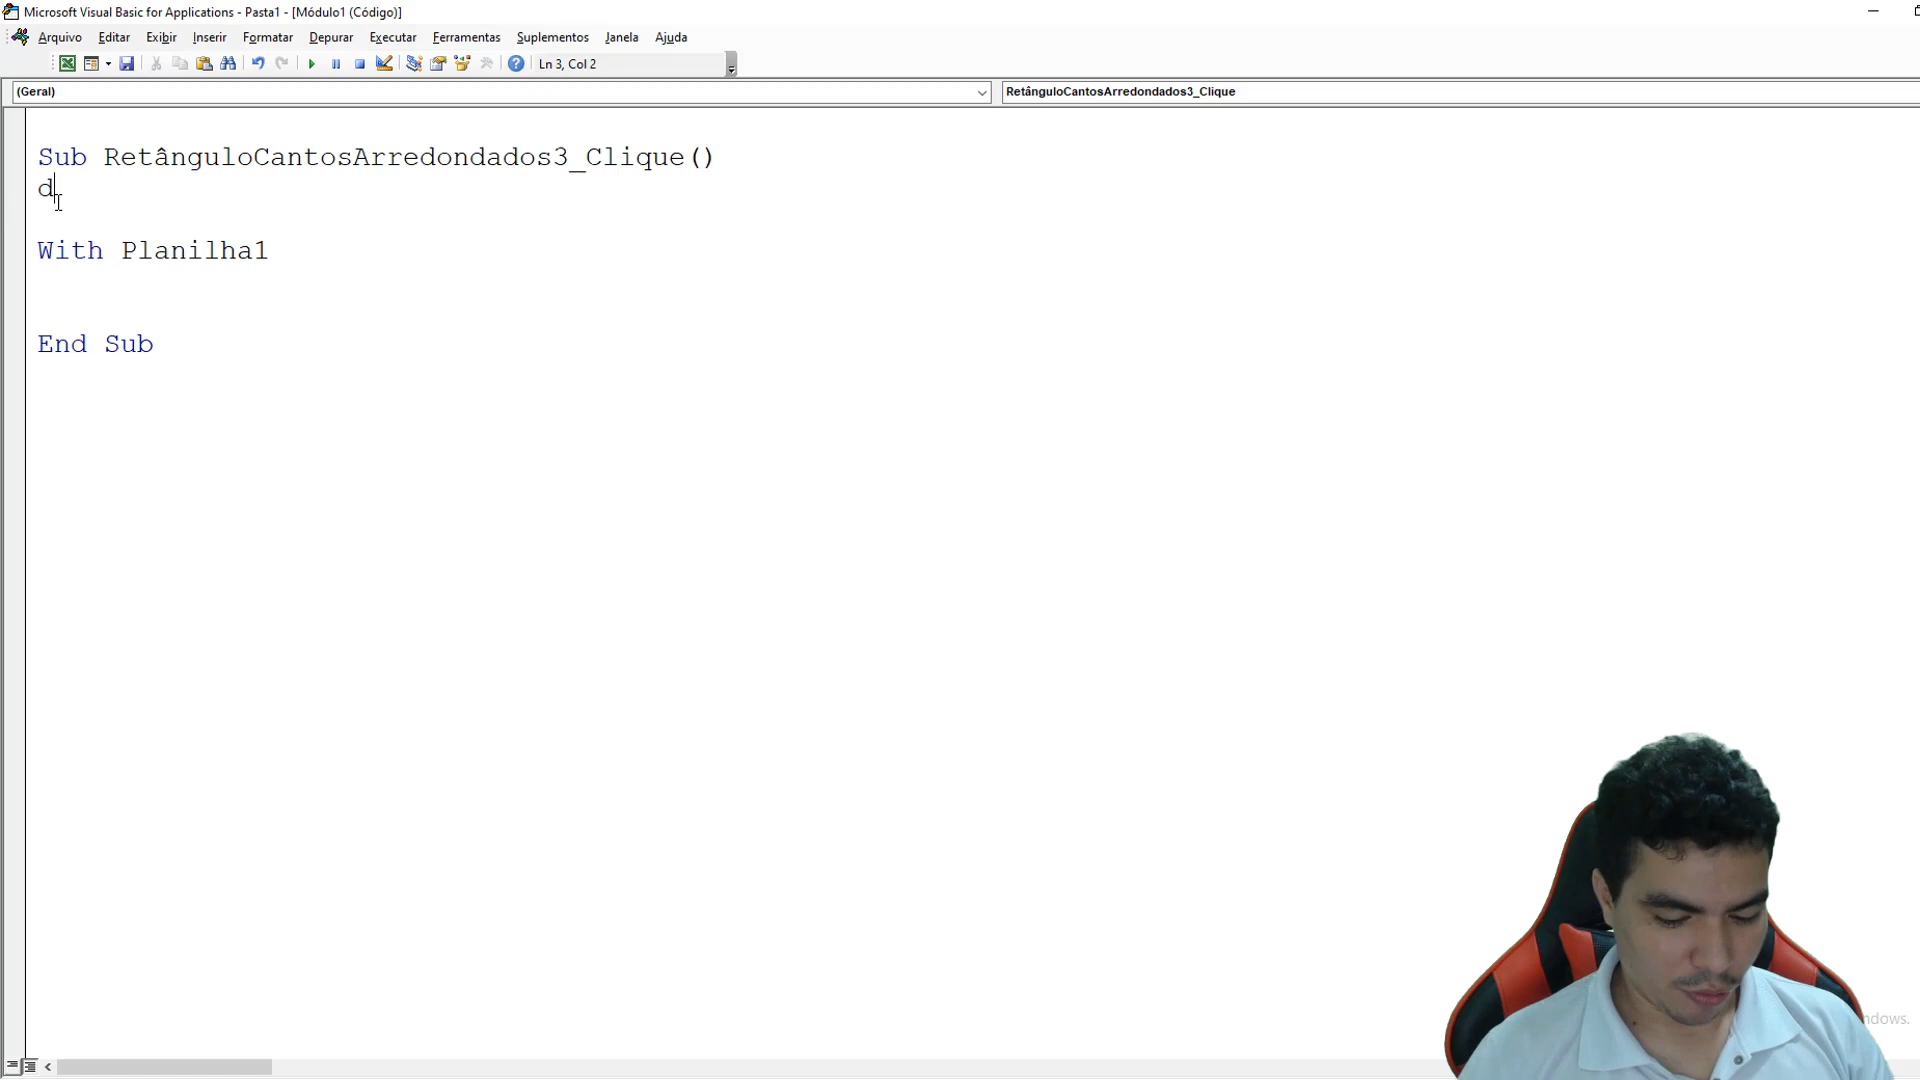 Microsoft Visual Basic for Applications - Pasta1 - [Módulo1 (Código)]
Arquivo Editar Exibir Inserir Formatar Depurar Executar Ferramentas Suplementos Janela Ajuda
Ln 3, Col 2
(Geral)
RetânguloCantosArredondados3_Clique
Sub RetânguloCantosArredondados3_Clique()
d
With Planilha1
End Sub
ndows.